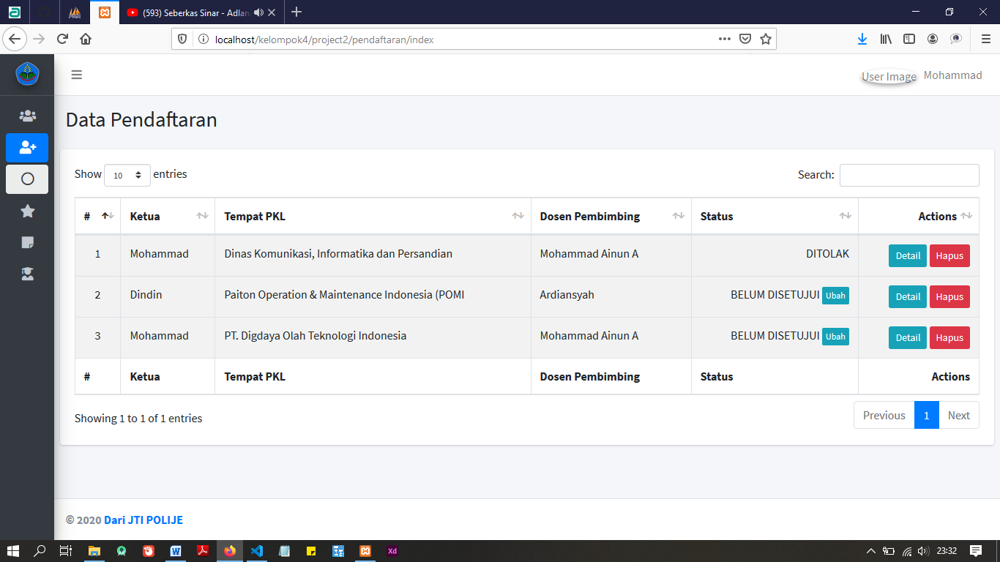 (593) Seberkas Sinar - Adlan
localhost/kelompok4/project2/pendaftaran/index
User Image Mohammad
Data Pendaftaran
Show 10 entries Search:
# Ketua Tempat PKL Dosen Pembimbing Status Actions
1 Mohammad Dinas Komunikasi, Informatika dan Persandian Mohammad Ainun A DITOLAK Detail Hapus
2 Dindin Paiton Operation & Maintenance Indonesia (POMI Ardiansyah BELUM DISETUJUI Ubah Detail Hapus
3 Mohammad PT. Digdaya Olah Teknologi Indonesia Mohammad Ainun A BELUM DISETUJUI Ubah Detail Hapus
# Ketua Tempat PKL Dosen Pembimbing Status Actions
Showing 1 to 1 of 1 entries Previous 1 Next
© 2020 Dari JTI POLIJE
Xd 23:32